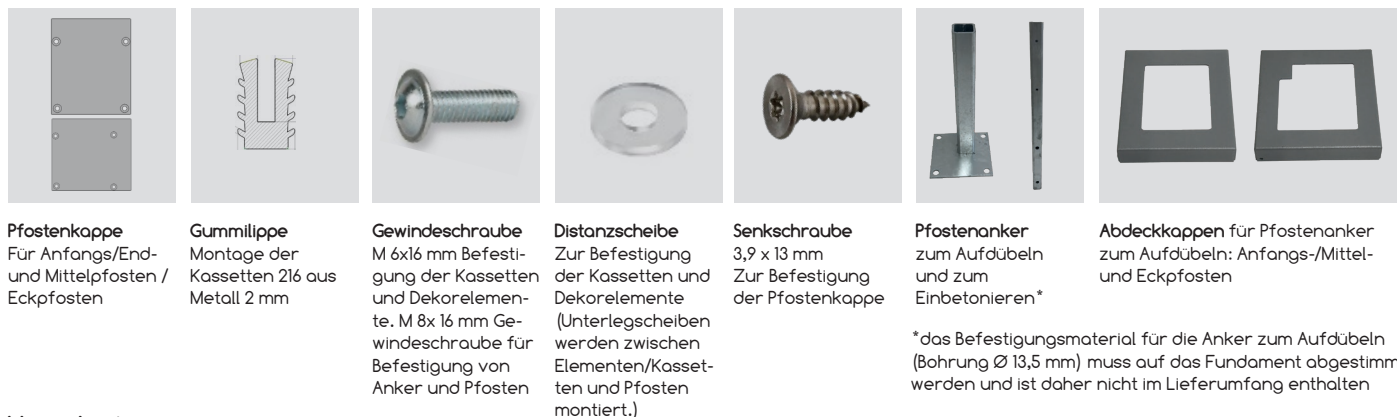 Pfostenkappe
Für Anfangs/End-
und Mittelpfosten /
Eckpfosten
Gummilippe
Montage der
Kassetten 216 aus
Metall 2 mm
Gewindeschraube
M 6x16 mm Befesti-
gung der Kassetten
und Dekorelemen-
te. M 8x 16 mm Ge-
windeschraube für
Befestigung von
Anker und Pfosten
Distanzscheibe
Zur Befestigung
der Kassetten und
Dekorelemente
(Unterlegscheiben
werden zwischen
Elementen/Kasset-
ten und Pfosten
montiert.)
Senkschraube
3,9 x 13 mm
Zur Befestigung
der Pfostenkappe
Pfostenanker
zum Aufdübeln
und zum
Einbetonieren*
Abdeckkappen für Pfostenanker
zum Aufdübeln: Anfangs-/Mittel-
und Eckpfosten
*das Befestigungsmaterial für die Anker zum Aufdübeln
(Bohrung Ø 13,5 mm) muss auf das Fundament abgestimm
werden und ist daher nicht im Lieferumfang enthalten